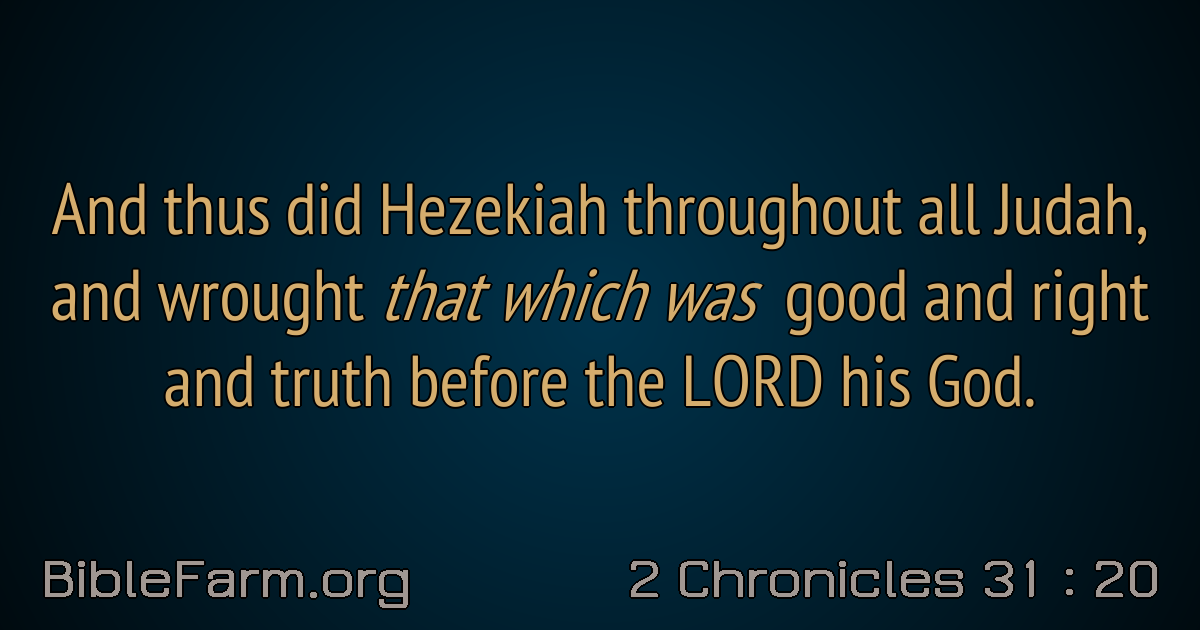 And thus did Hezekiah throughout all Judah,
and wrought that which was good and right
and truth before the LORD his God.
BibleFarm.org
2 Chronicles 31 : 20